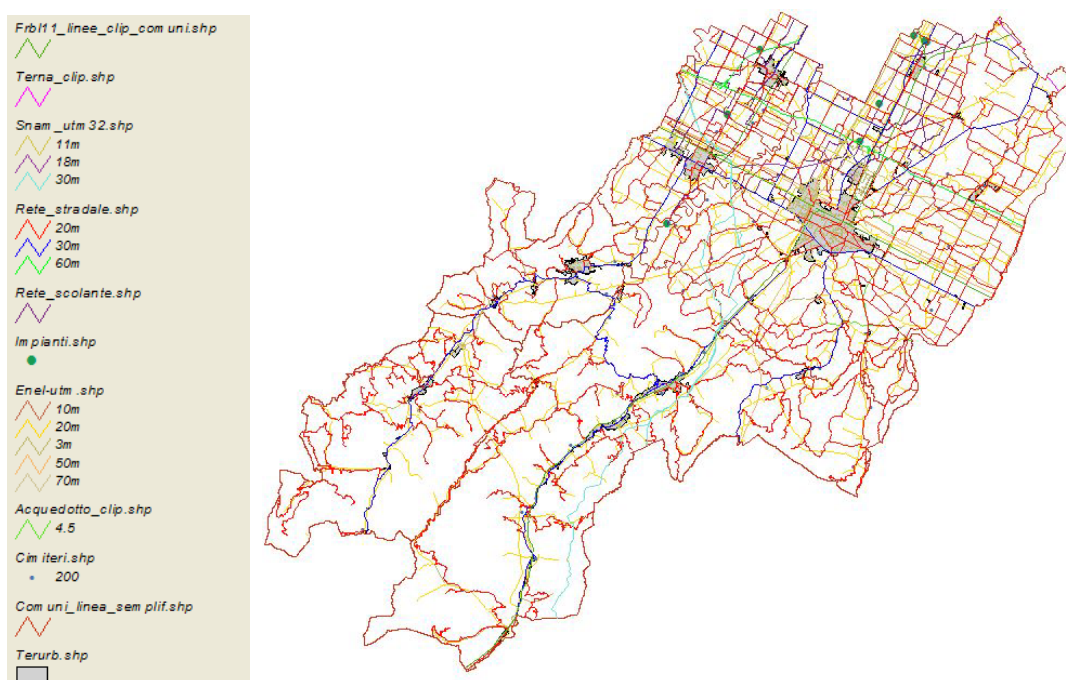 Frbl11_linee_clip_comuni.shp
Terna_clip.shp
Snam_utm32.shp
11m
18m
30m
Rete_stradale.shp
20m
30m
60m
Rete_scolante.shp
Impianti.shp
Enel-utm.shp
10m
20m
3m
50m
70m
Acquedotto_clip.shp
4.5
Cimiteri.shp
200
Comuni_linea_semplif.shp
Terurb.shp